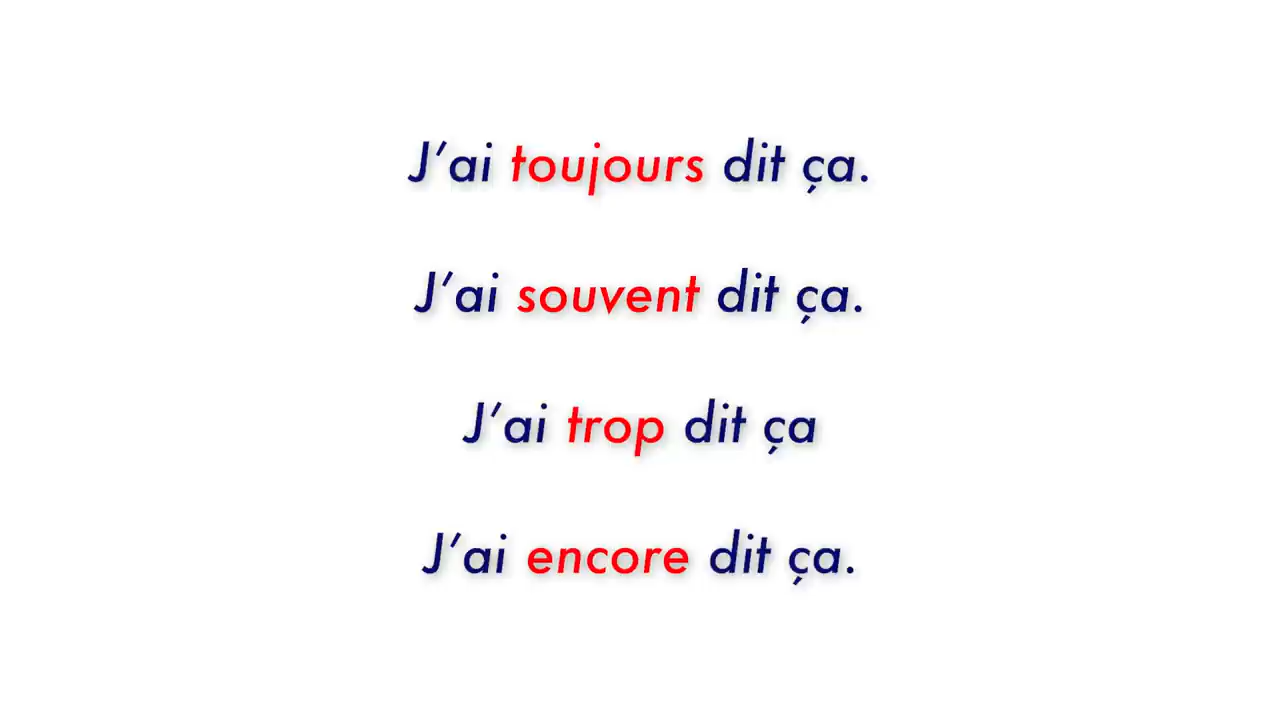 J’ai toujours dit ça.
J’ai souvent dit ça.
J’ai trop dit ça
J’ai encore dit ça.